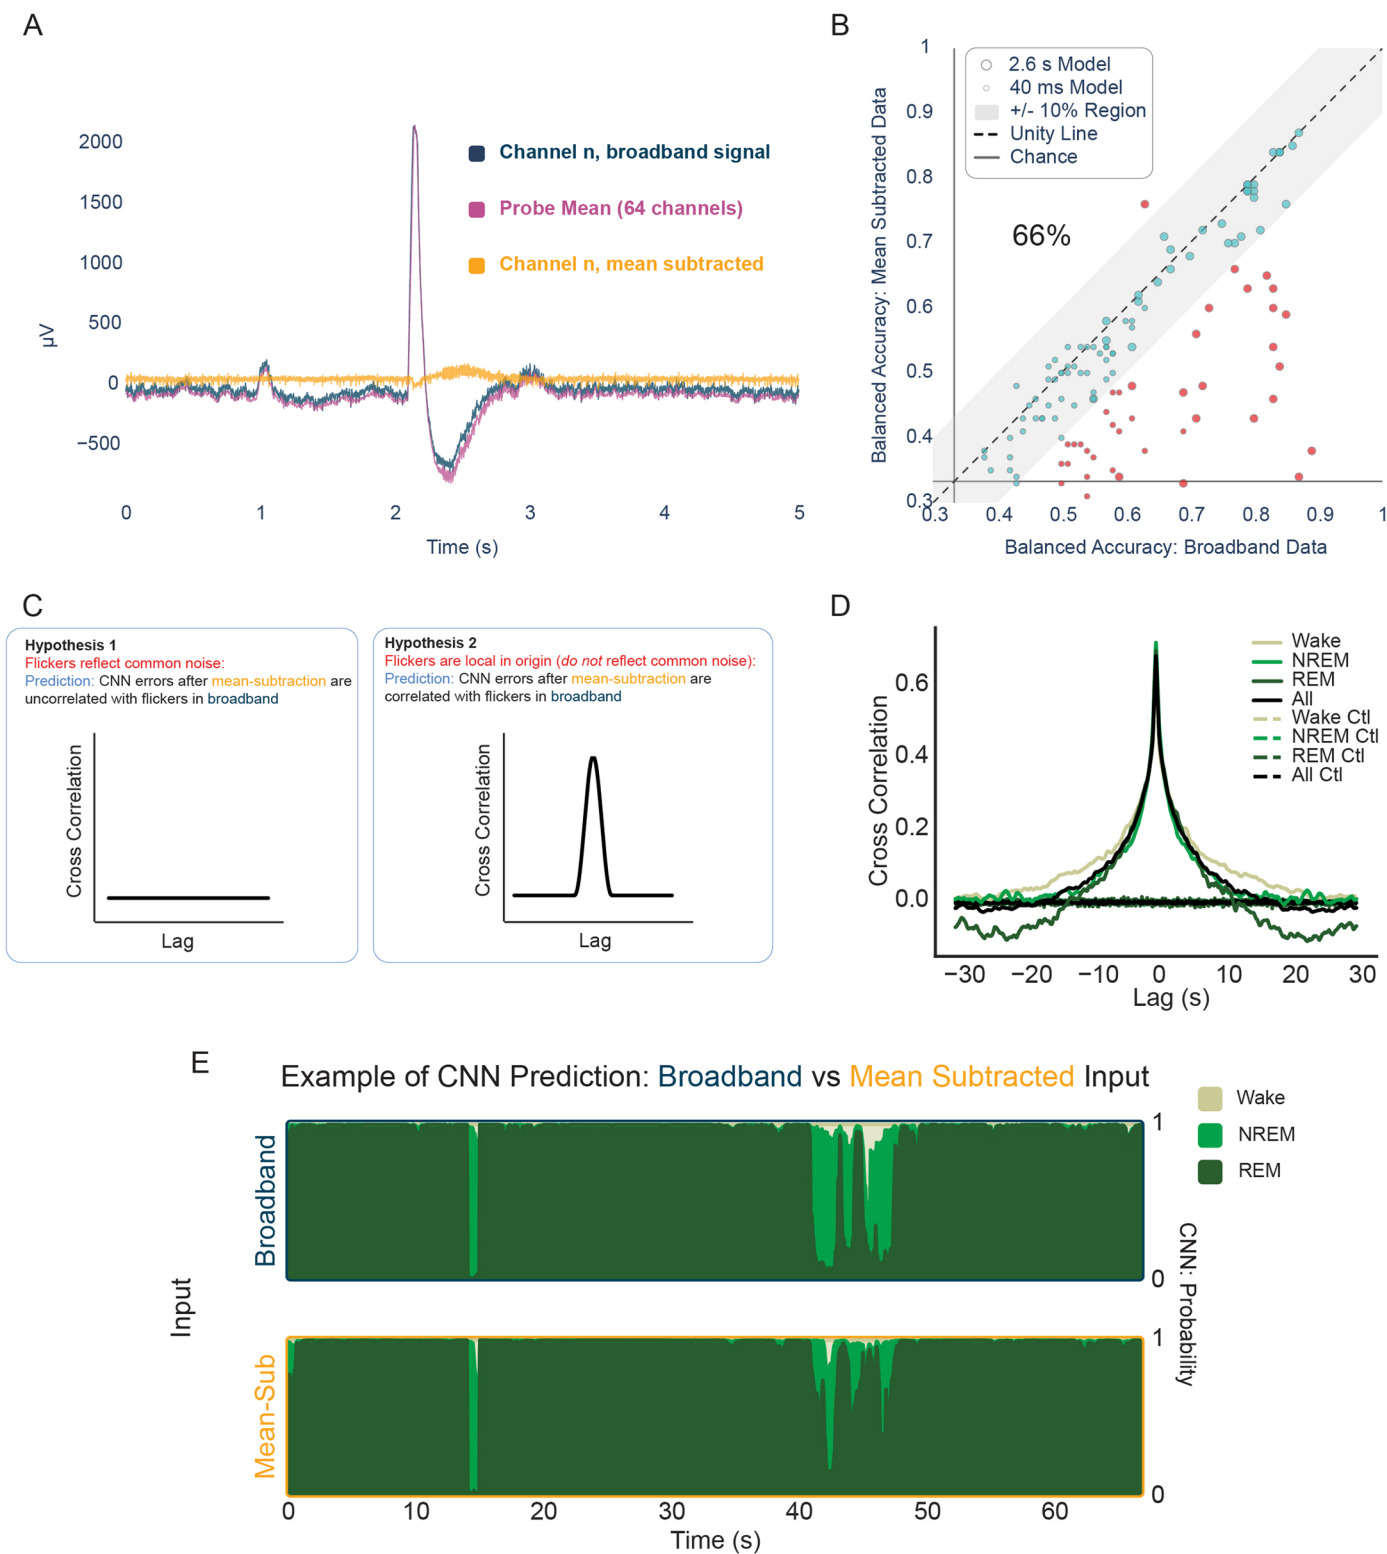 A
2000
1500
1000
500
0
−500
µV
0 1 2 3 4 5
Time (s)
Channel n, broadband signal
Probe Mean (64 channels)
Channel n, mean subtracted
B
1
0.9
0.8
0.7
0.6
0.5
0.4
0.3
Balanced Accuracy: Mean Subtracted Data
2.6 s Model
40 ms Model
+/- 10% Region
Unity Line
Chance
66%
0.3 0.4 0.5 0.6 0.7 0.8 0.9 1
Balanced Accuracy: Broadband Data
C
Hypothesis 1
Flickers reflect common noise:
Prediction: CNN errors after mean-subtraction are
uncorrelated with flickers in broadband
Cross Correlation
Lag
Hypothesis 2
Flickers are local in origin (do not reflect common noise):
Prediction: CNN errors after mean-subtraction are
correlated with flickers in broadband
Cross Correlation
Lag
D
0.6
0.4
0.2
0.0
Cross Correlation
Wake
NREM
REM
All
Wake Ctl
NREM Ctl
REM Ctl
All Ctl
−30 −20 −10 0 10 20 30
Lag (s)
E
Example of CNN Prediction: Broadband vs Mean Subtracted Input
Wake
NREM
REM
Input
Broadband
1
0
Mean-Sub
1
0
CNN: Probability
0 10 20 30 40 50 60
Time (s)